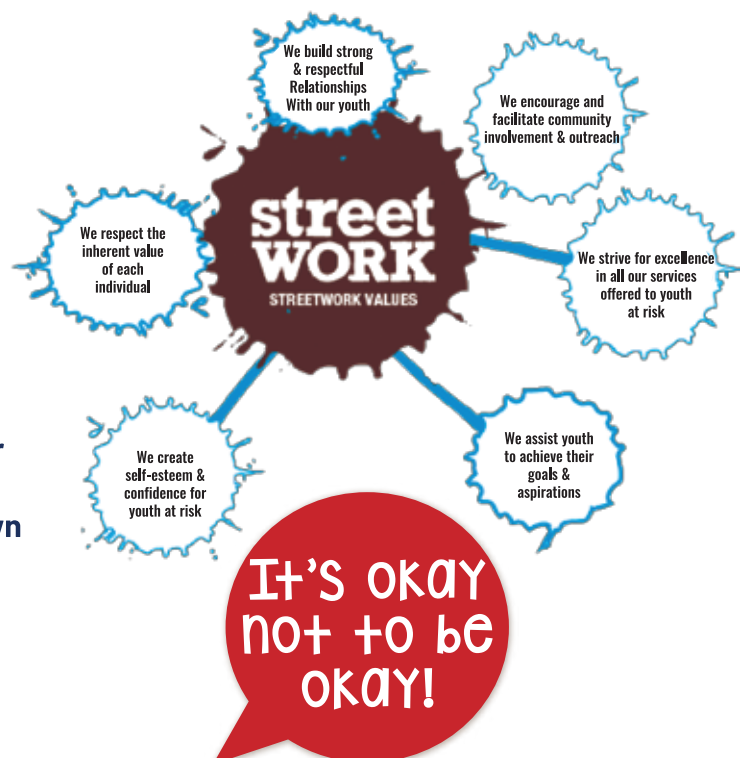 We build strong
& respectful
Relationships
With our youth
We encourage and
facilitate community
involvement & outreach
street
WORK
STREETWORK VALUES
We respect the
inherent value
of each
individual
We strive for excellence
in all our services
offered to youth
at risk
We create
self-esteem &
confidence for
youth at risk
We assist youth
to achieve their
goals &
aspirations
It's okay
not to be
okay!